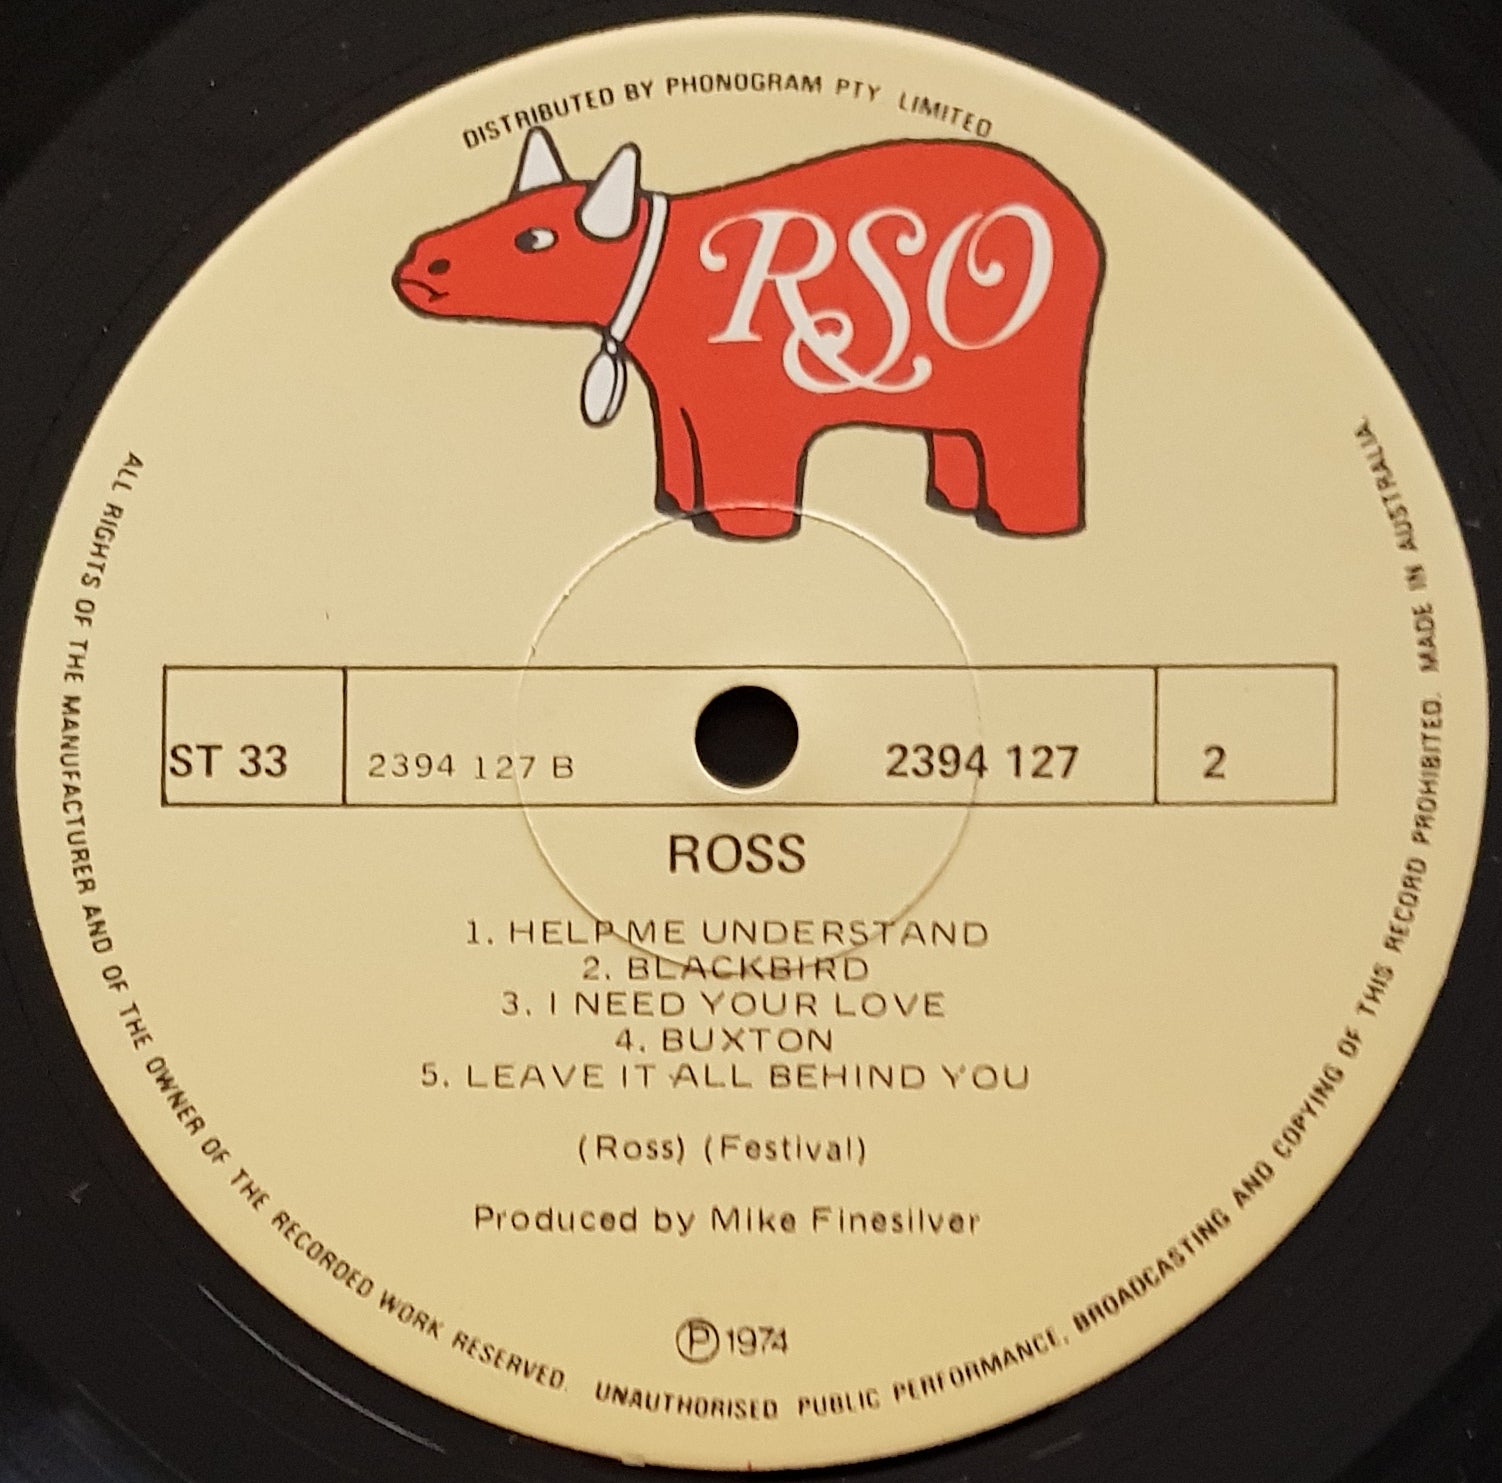 DISTRIBUTED BY PHONOGRAM PTY LIMITED
RSO
ST 33
2394 127 B
2394 127
2
ROSS
1. HELP ME UNDERSTAND
2. BLACKBIRD
3. I NEED YOUR LOVE
4. BUXTON
5. LEAVE IT ALL BEHIND YOU
(Ross) (Festival)
Produced by Mike Finesilver
Ⓟ 1974
ALL RIGHTS OF THE MANUFACTURER AND OF THE OWNER OF THE RECORDED WORK RESERVED. UNAUTHORISED PUBLIC PERFORMANCE, BROADCASTING AND COPYING OF THIS RECORD PROHIBITED. MADE IN AUSTRALIA.